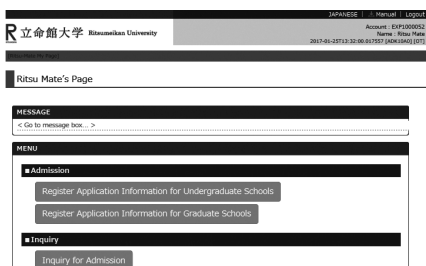 JAPANESE | Manual | Logout
立命館大学 Ritsumeikan University
Account : EXP1000052
Name : Ritsu Mate
2017-01-25T13:32:00.017557 [ADK10A0] [OT]
Ritsu Mate's Page
MESSAGE
< Go to message box... >
MENU
■Admission
Register Application Information for Undergraduate Schools
Register Application Information for Graduate Schools
■Inquiry
Inquiry for Admission